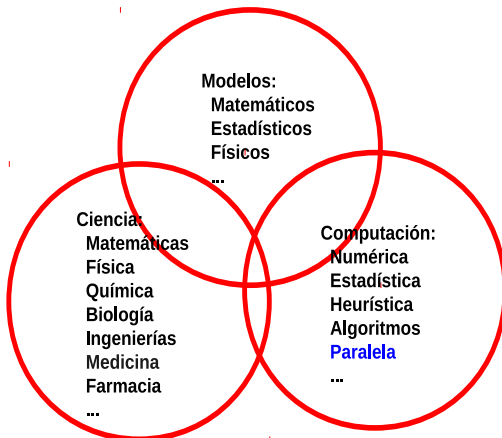 Modelos:
Matemáticos
Estadísticos
Físicos
...
Ciencia:
Matemáticas
Física
Química
Biología
Ingenierías
Medicina
Farmacia
...
Computación:
Numérica
Estadística
Heurística
Algoritmos
Paralela
...